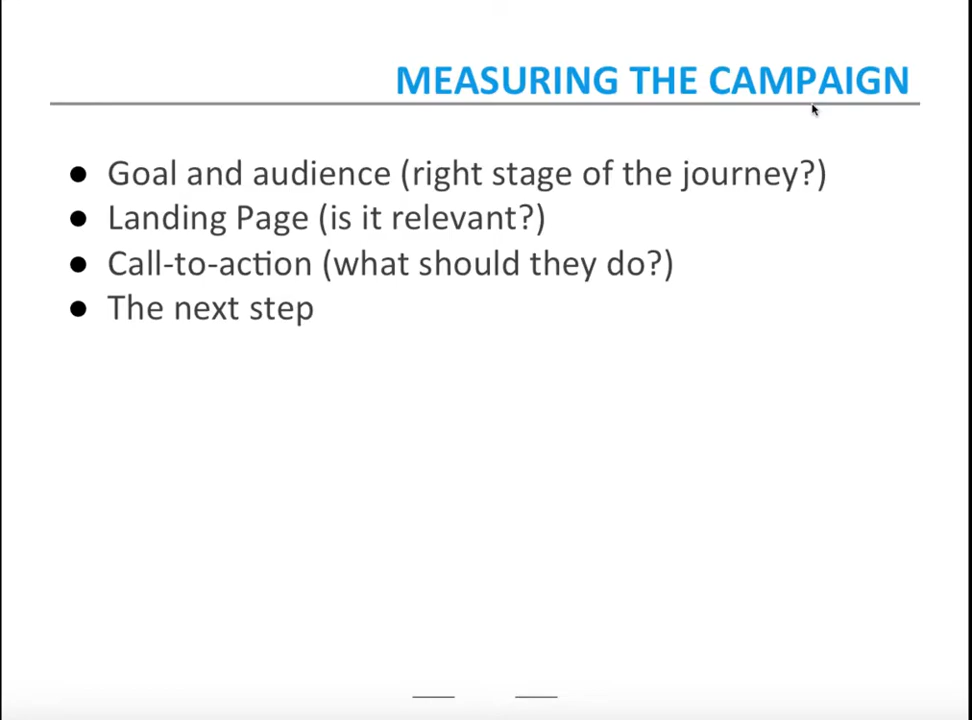 MEASURING THE CAMPAIGN
● Goal and audience (right stage of the journey?)
● Landing Page (is it relevant?)
● Call-to-action (what should they do?)
● The next step